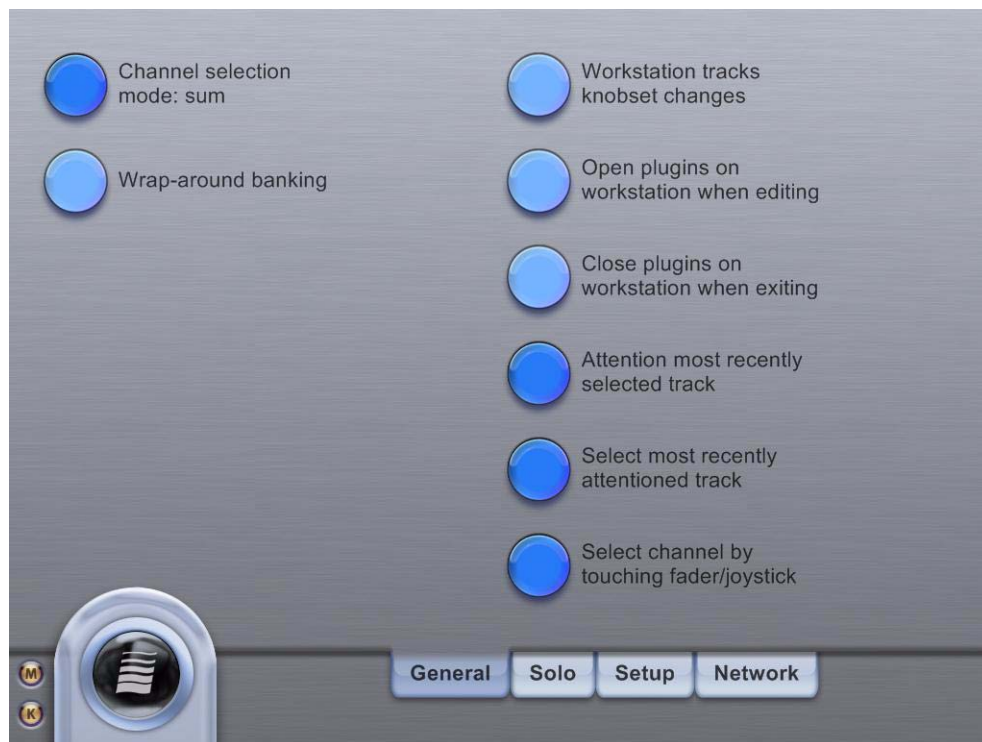 Channel selection
mode: sum
Wrap-around banking
Workstation tracks
knobset changes
Open plugins on
workstation when editing
Close plugins on
workstation when exiting
Attention most recently
selected track
Select most recently
attentioned track
Select channel by
touching fader/joystick
M
K
General
Solo
Setup
Network